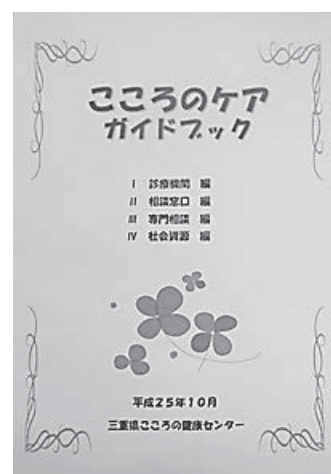 こころのケア
ガイドブック
I 診療機関 編
II 相談窓口 編
III 専門相談 編
IV 社会資源 編
平成25年10月
三重県こころの健康センター